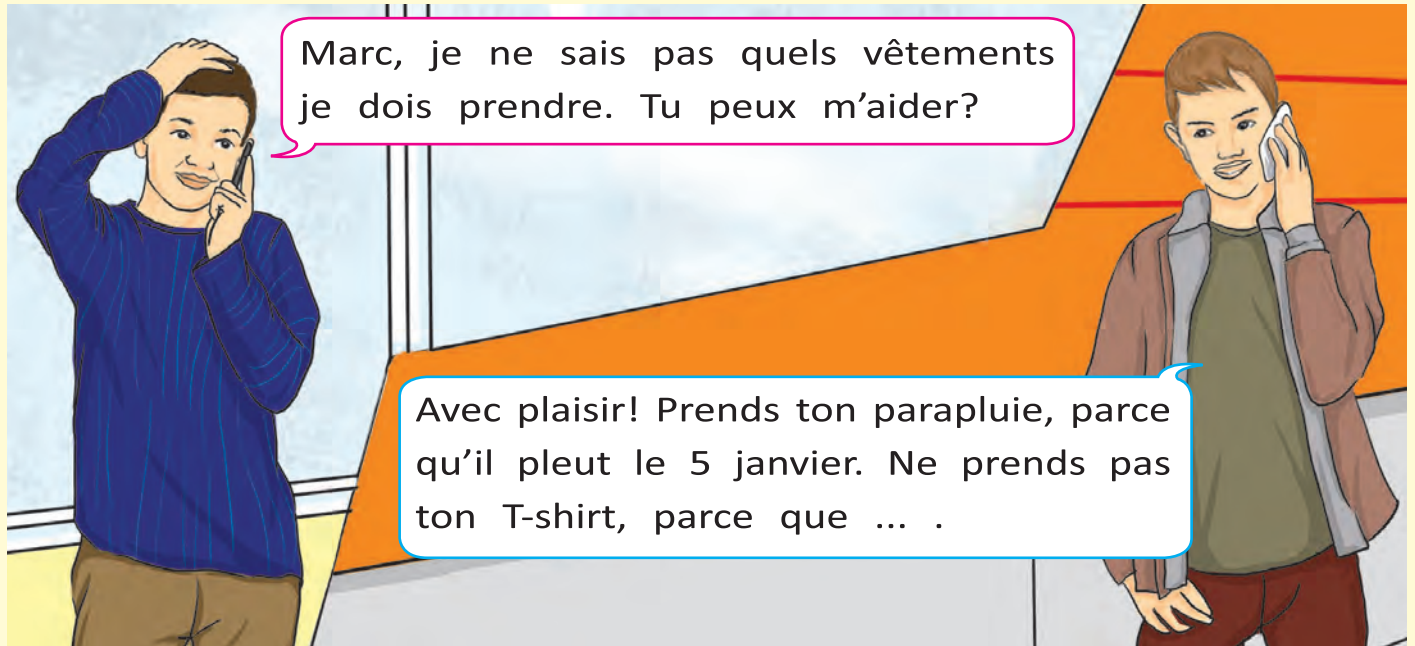 Marc, je ne sais pas quels vêtements
je dois prendre. Tu peux m’aider?
Avec plaisir! Prends ton parapluie, parce
qu’il pleut le 5 janvier. Ne prends pas
ton T-shirt, parce que ... .